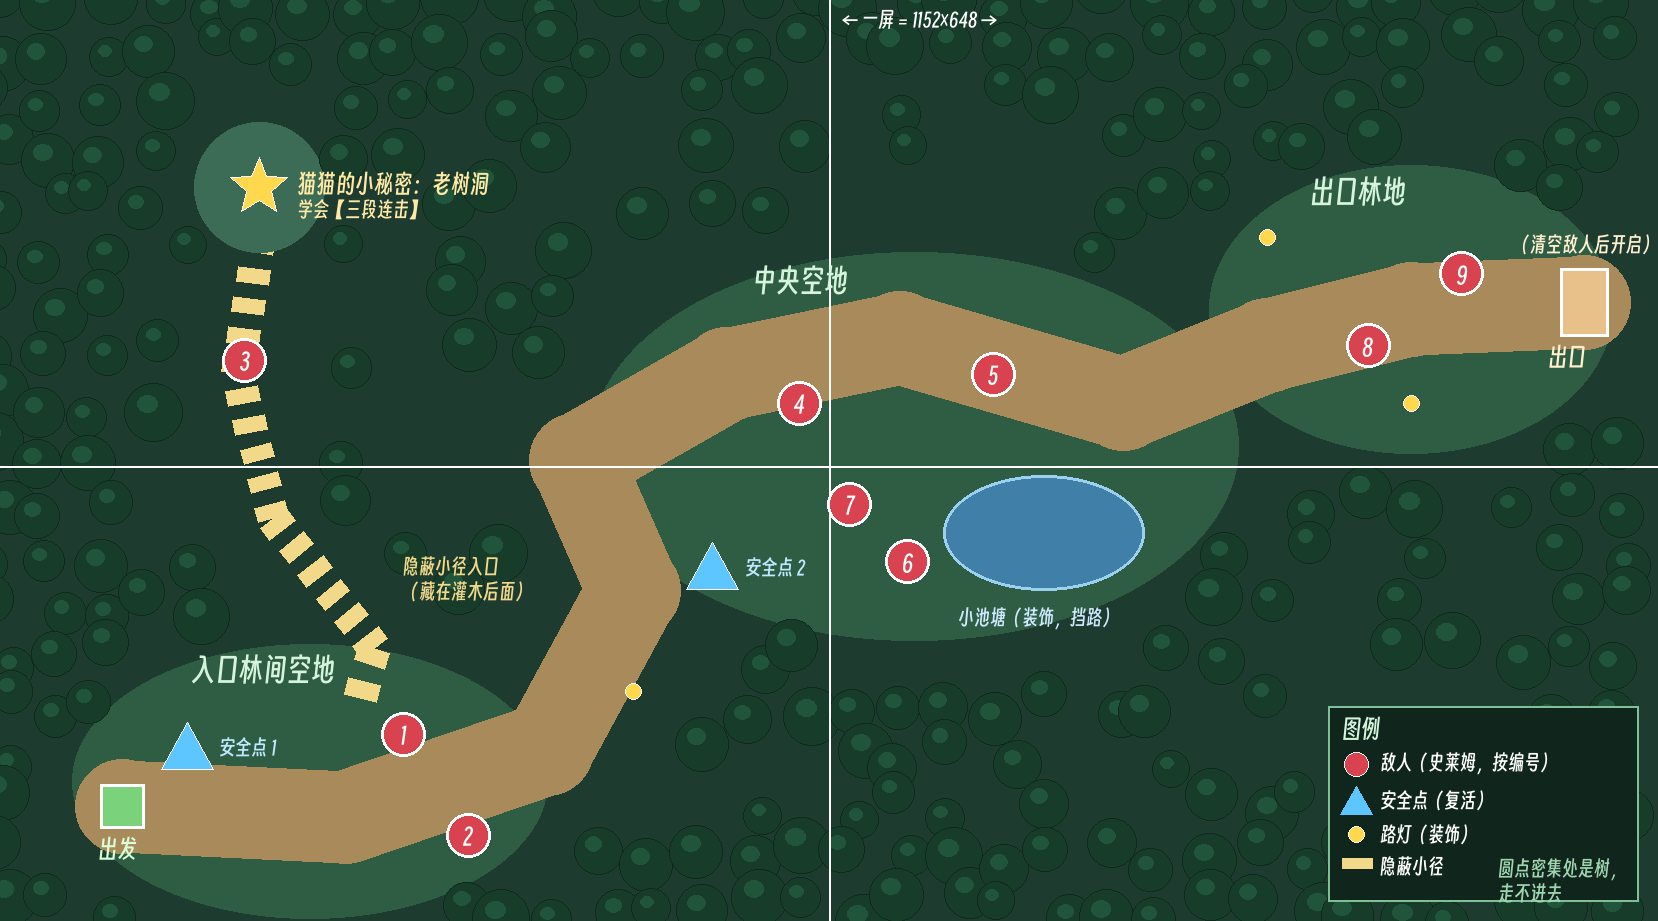 ← 一屏 = 1152×648 →
猫猫的小秘密：老树洞
学会【三段连击】
出口林地
（清空敌人后开启）
中央空地
9
8
3
5
4
出口
7
6
隐蔽小径入口
（藏在灌木后面）
安全点 2
小池塘（装饰，挡路）
入口林间空地
安全点 1
1
2
出发
图例
敌人（史莱姆，按编号）
安全点（复活）
路灯（装饰）
隐蔽小径
圆点密集处是树，
走不进去